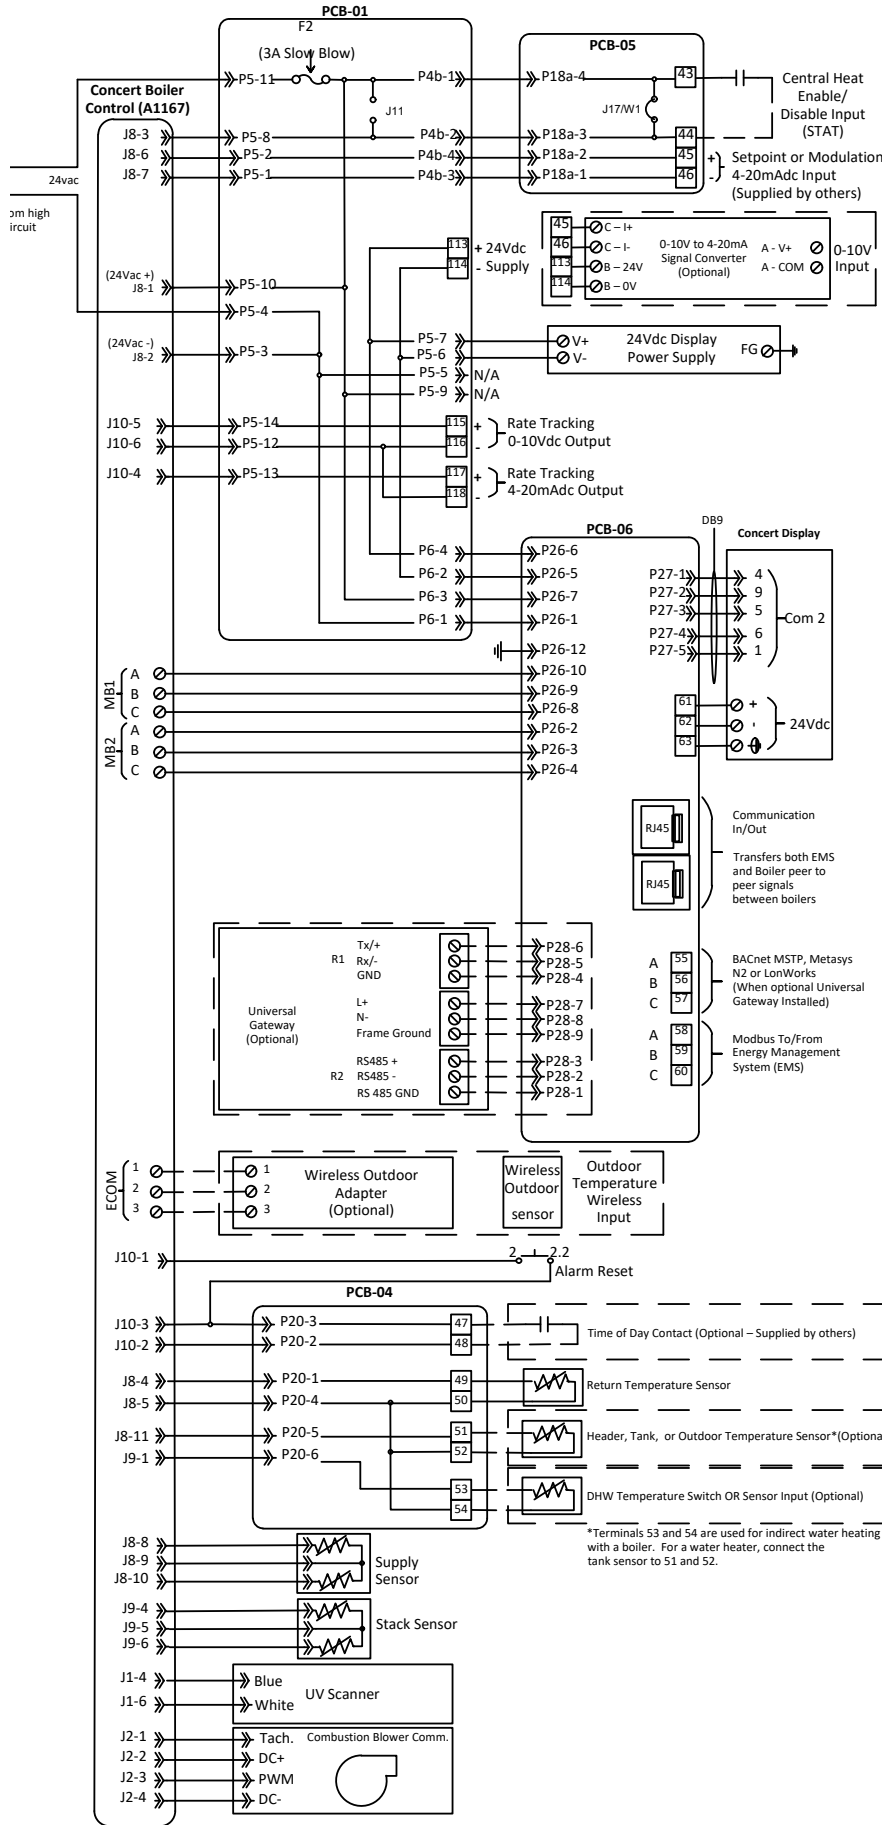 PCB-01
F2
(3A Slow Blow)
PCB-05
Concert Boiler
Control (A1167)
P5-11
P4b-1
P18a-4
43
Central Heat
Enable/
Disable Input
(STAT)
J11
J17/W1
J8-3
P5-8
P4b-2
P18a-3
44
J8-6
P5-2
P4b-4
P18a-2
45
J8-7
P5-1
P4b-3
P18a-1
46
+
-
Setpoint or Modulation
4-20mAdc Input
(Supplied by others)
24vac
om high
ircuit
45
C – I+
46
C – I-
113
B – 24V
114
B – 0V
0-10V to 4-20mA
Signal Converter
(Optional)
A - V+
A - COM
0-10V
Input
113
+ 24Vdc
114
- Supply
(24Vac +)
J8-1
P5-10
P5-4
(24Vac -)
J8-2
P5-3
P5-7
P5-6
P5-5
N/A
P5-9
N/A
V+
V-
24Vdc Display
Power Supply
FG
J10-5
P5-14
115
+
J10-6
P5-12
116
-
Rate Tracking
0-10Vdc Output
J10-4
P5-13
117
+
118
-
Rate Tracking
4-20mAdc Output
PCB-06
DB9
Concert Display
P6-4
P26-6
P6-2
P26-5
P6-3
P26-7
P6-1
P26-1
P27-1
4
P27-2
9
P27-3
5
P27-4
6
P27-5
1
Com 2
P26-12
MB1
A
P26-10
B
P26-9
C
P26-8
MB2
A
P26-2
B
P26-3
C
P26-4
61
+
62
-
63
24Vdc
RJ45
RJ45
Communication
In/Out
Transfers both EMS
and Boiler peer to
peer signals
between boilers
Universal
Gateway
(Optional)
R1
Tx/+
P28-6
Rx/-
P28-5
GND
P28-4
L+
P28-7
N-
P28-8
Frame Ground
P28-9
R2
RS485 +
P28-3
RS485 -
P28-2
RS 485 GND
P28-1
A
55
B
56
C
57
BACnet MSTP, Metasys
N2 or LonWorks
(When optional Universal
Gateway Installed)
A
58
B
59
C
60
Modbus To/From
Energy Management
System (EMS)
ECOM
1
1
2
2
3
3
Wireless Outdoor
Adapter
(Optional)
Wireless
Outdoor
sensor
Outdoor
Temperature
Wireless
Input
J10-1
2
2.2
Alarm Reset
PCB-04
J10-3
P20-3
47
J10-2
P20-2
48
Time of Day Contact (Optional – Supplied by others)
J8-4
P20-1
49
J8-5
P20-4
50
Return Temperature Sensor
J8-11
P20-5
51
J9-1
P20-6
52
Header, Tank, or Outdoor Temperature Sensor*(Optiona
53
54
DHW Temperature Switch OR Sensor Input (Optional)
*Terminals 53 and 54 are used for indirect water heating
with a boiler. For a water heater, connect the
tank sensor to 51 and 52.
J8-8
J8-9
J8-10
Supply
Sensor
J9-4
J9-5
J9-6
Stack Sensor
J1-4
Blue
J1-6
White
UV Scanner
J2-1
Tach.
J2-2
DC+
J2-3
PWM
J2-4
DC-
Combustion Blower Comm.